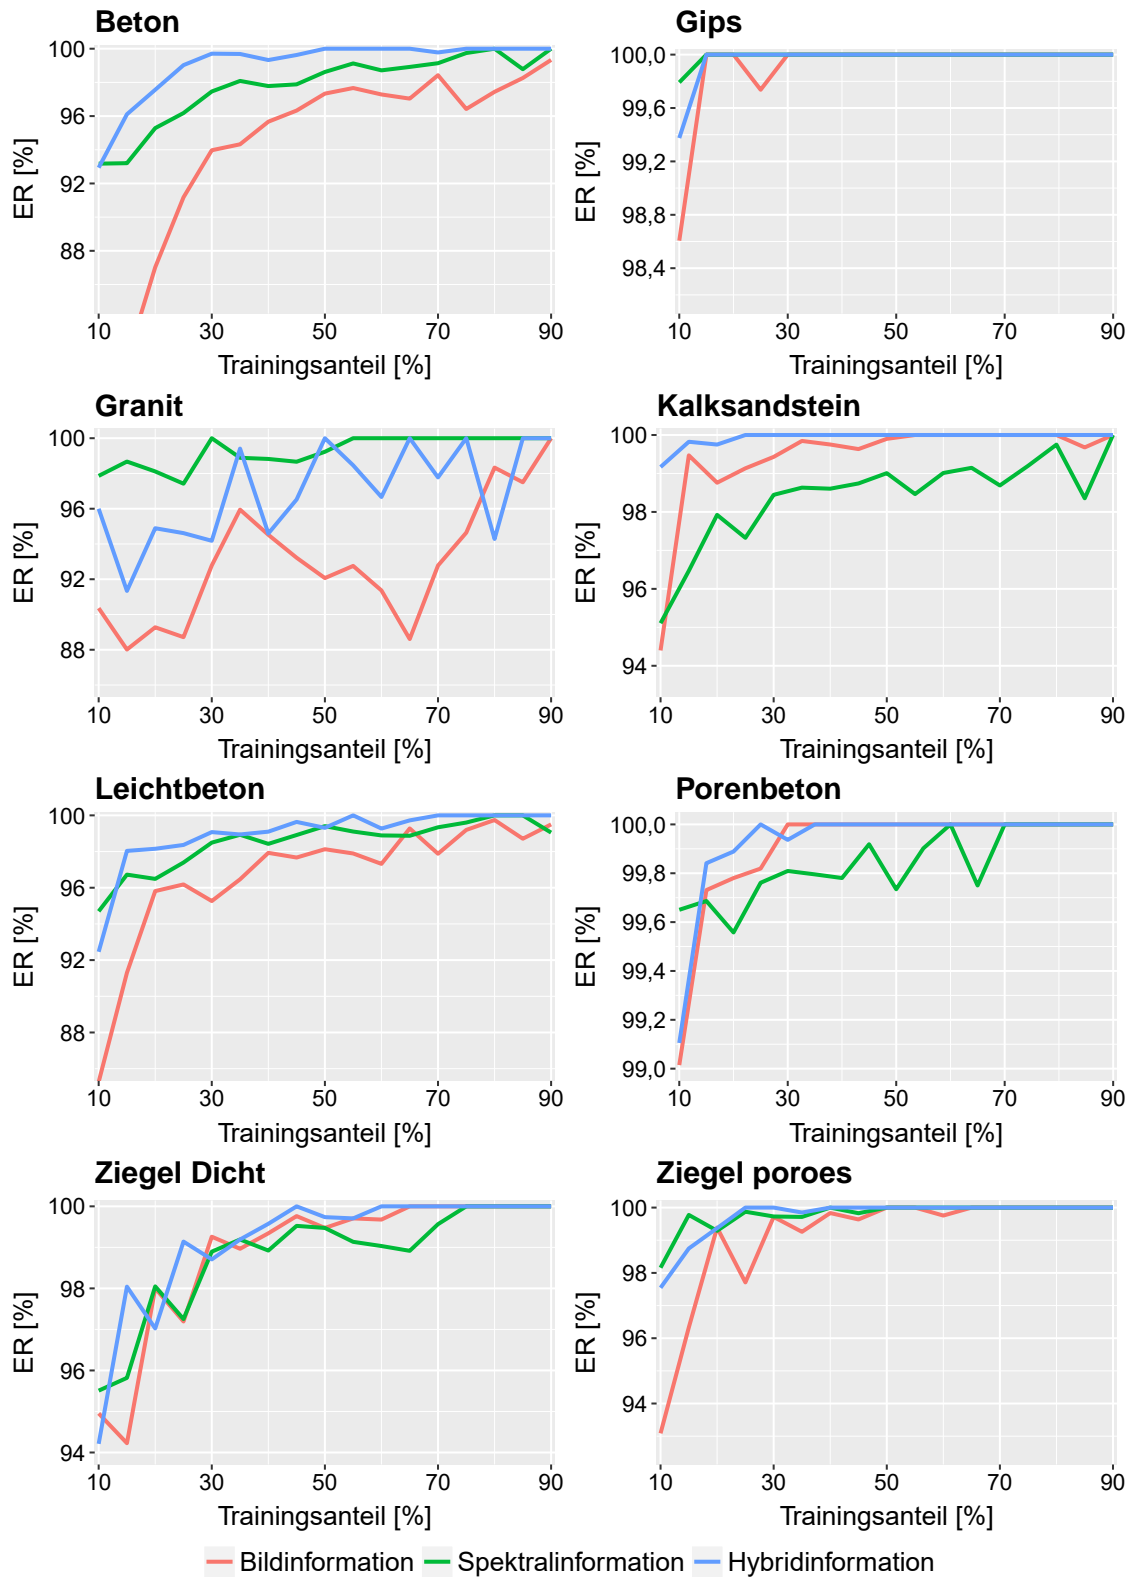 Beton
100
96
92
88
ER [%]
10 30 50 70 90
Trainingsanteil [%]
Gips
100,0
99,6
99,2
98,8
98,4
ER [%]
10 30 50 70 90
Trainingsanteil [%]
Granit
100
96
92
88
ER [%]
10 30 50 70 90
Trainingsanteil [%]
Kalksandstein
100
98
96
94
ER [%]
10 30 50 70 90
Trainingsanteil [%]
Leichtbeton
100
96
92
88
ER [%]
10 30 50 70 90
Trainingsanteil [%]
Porenbeton
100,0
99,8
99,6
99,4
99,2
99,0
ER [%]
10 30 50 70 90
Trainingsanteil [%]
Ziegel Dicht
100
98
96
94
ER [%]
10 30 50 70 90
Trainingsanteil [%]
Ziegel poroes
100
98
96
94
ER [%]
10 30 50 70 90
Trainingsanteil [%]
Bildinformation Spektralinformation Hybridinformation